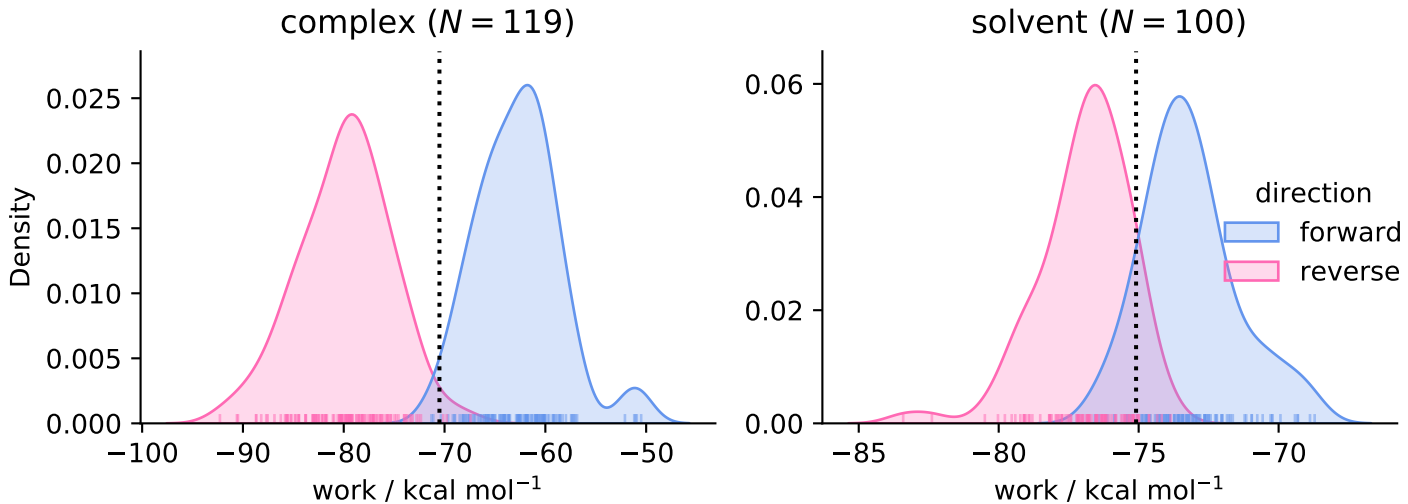 complex (N = 119)
Density
0.025
0.020
0.015
0.010
0.005
0.000
−100
−90
−80
−70
−60
−50
work / kcal mol⁻¹
solvent (N = 100)
0.06
0.04
0.02
0.00
−85
−80
−75
−70
work / kcal mol⁻¹
direction
forward
reverse